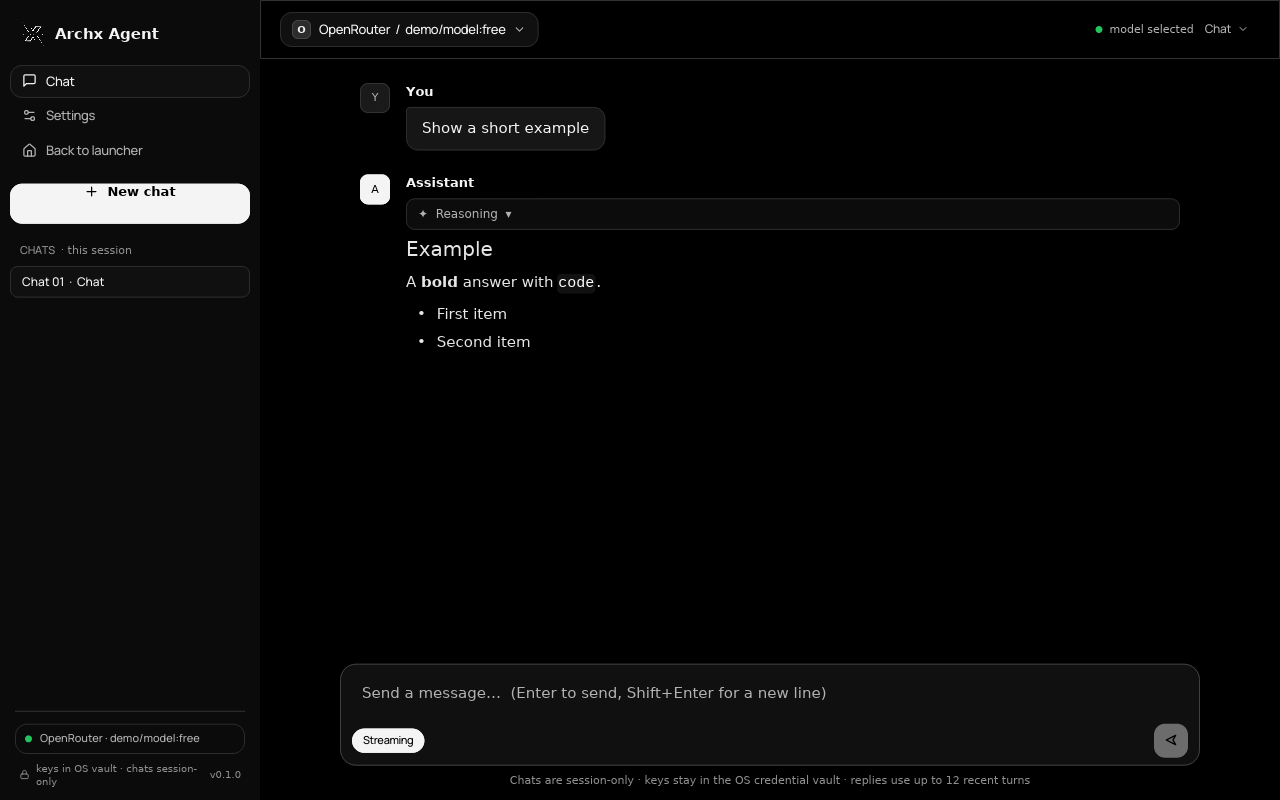 Archx Agent
Chat
Settings
Back to launcher
+ New chat
CHATS · this session
Chat 01 · Chat
OpenRouter · demo/model:free
keys in OS vault · chats session-
only
v0.1.0
O OpenRouter / demo/model:free
model selected Chat
Y You
Show a short example
A Assistant
✦ Reasoning ▾
Example
A bold answer with code.
• First item
• Second item
Send a message... (Enter to send, Shift+Enter for a new line)
Streaming
Chats are session-only · keys stay in the OS credential vault · replies use up to 12 recent turns